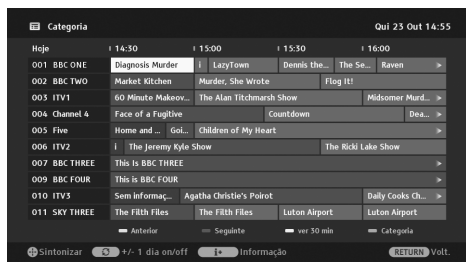 Categoria Qui 23 Out 14:55
Hoje 14:30 15:00 15:30 16:00
001 BBC ONE Diagnosis Murder i LazyTown Dennis the... The Se... Raven
002 BBC TWO Market Kitchen Murder, She Wrote Flog It!
003 ITV1 60 Minute Makeov... The Alan Titchmarsh Show Midsomer Murd...
004 Channel 4 Face of a Fugitive Countdown Dea...
005 Five Home and ... Goi... Children of My Heart
006 ITV2 i The Jeremy Kyle Show The Ricki Lake Show
007 BBC THREE This Is BBC THREE
009 BBC FOUR This is BBC FOUR
010 ITV3 Sem informaç... Agatha Christie's Poirot Daily Cooks Ch...
011 SKY THREE The Filth Files The Filth Files Luton Airport Luton Airport
Anterior Seguinte ver 30 min Categoria
Sintonizar +/- 1 dia on/off i+ Informação RETURN Volt.